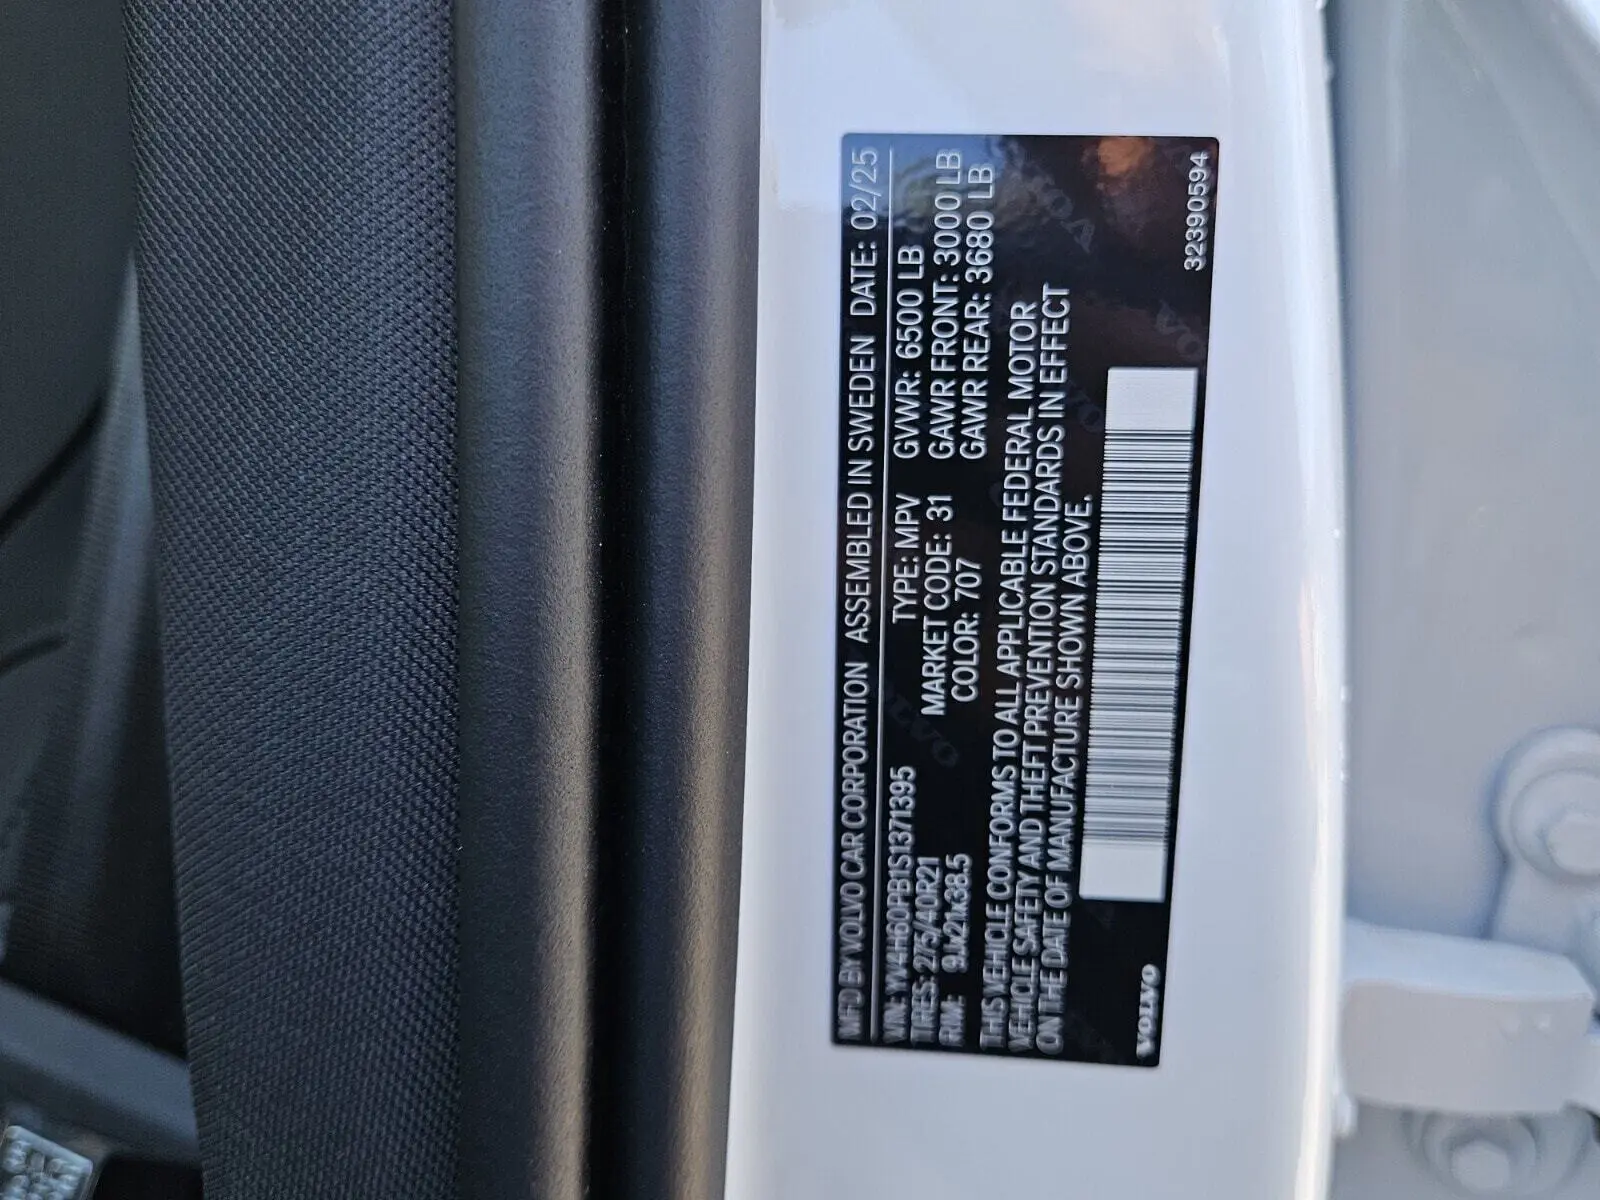 MFD BY VOLVO CAR CORPORATION ASSEMBLED IN SWEDEN DATE: 02/25
VIN: YV4H60PB1S1371395 TYPE: MPV GVWR: 6500 LB
TIRES: 275/40R21 MARKET CODE: 31 GAWR FRONT: 3000 LB
RIM: 9Jx21x38.5 COLOR: 707 GAWR REAR: 3680 LB
THIS VEHICLE CONFORMS TO ALL APPLICABLE FEDERAL MOTOR
VEHICLE SAFETY AND THEFT PREVENTION STANDARDS IN EFFECT
ON THE DATE OF MANUFACTURE SHOWN ABOVE.
VOLVO 32390594